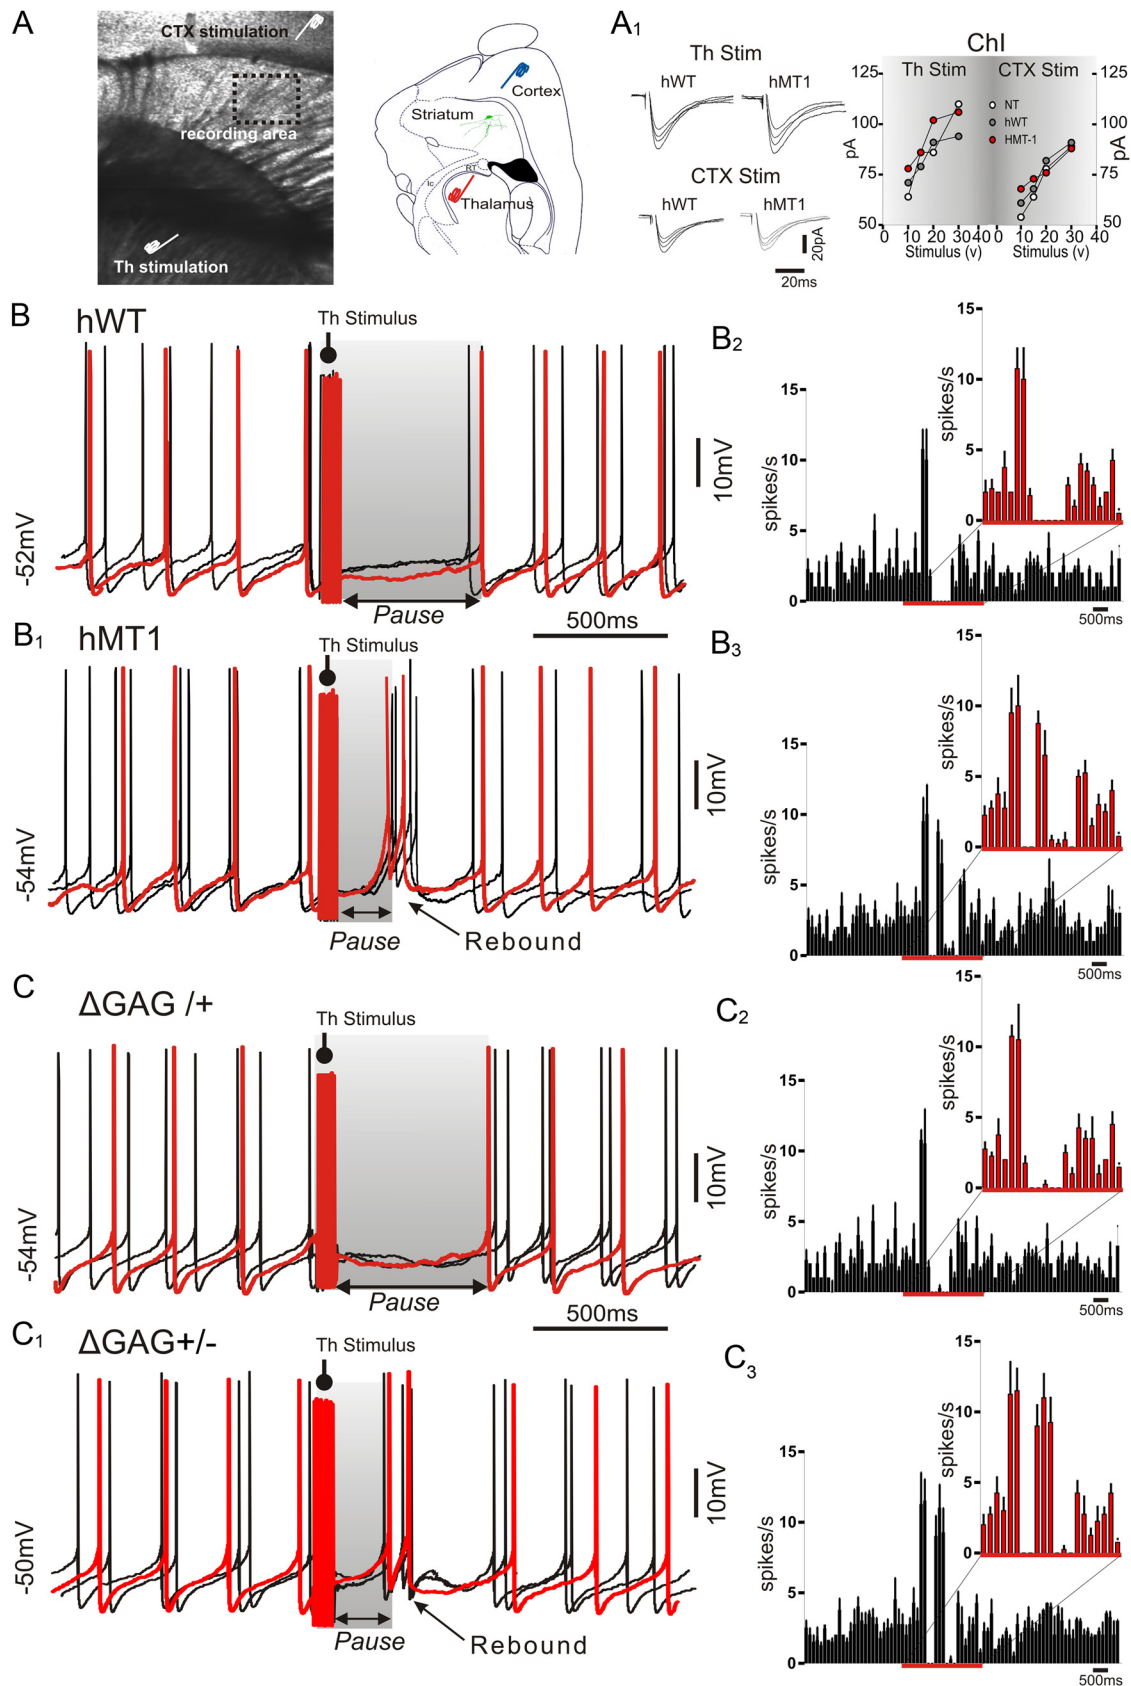 A
CTX stimulation
recording area
Th stimulation
Cortex
Striatum
RT
Ic
Thalamus
A1
Th Stim
hWT hMT1
CTX Stim
hWT hMT1
20pA
20ms
ChI
Th Stim CTX Stim
125 125
100 100
75 75
50 50
pA pA
NT
hWT
HMT-1
0 10 20 30 40 0 10 20 30 40
Stimulus (v) Stimulus (v)
B
hWT
Th Stimulus
-52mV
10mV
Pause
500ms
B2
15
10
5
0
spikes/s
15
10
5
0
spikes/s
500ms
B1
hMT1
Th Stimulus
-54mV
10mV
Pause
Rebound
B3
15
10
5
0
spikes/s
15
10
5
0
spikes/s
500ms
C
ΔGAG /+
Th Stimulus
-54mV
10mV
Pause
500ms
C2
15
10
5
0
spikes/s
15
10
5
0
spikes/s
500ms
C1
ΔGAG+/-
Th Stimulus
-50mV
10mV
Pause
Rebound
C3
15
10
5
0
spikes/s
15
10
5
0
spikes/s
500ms